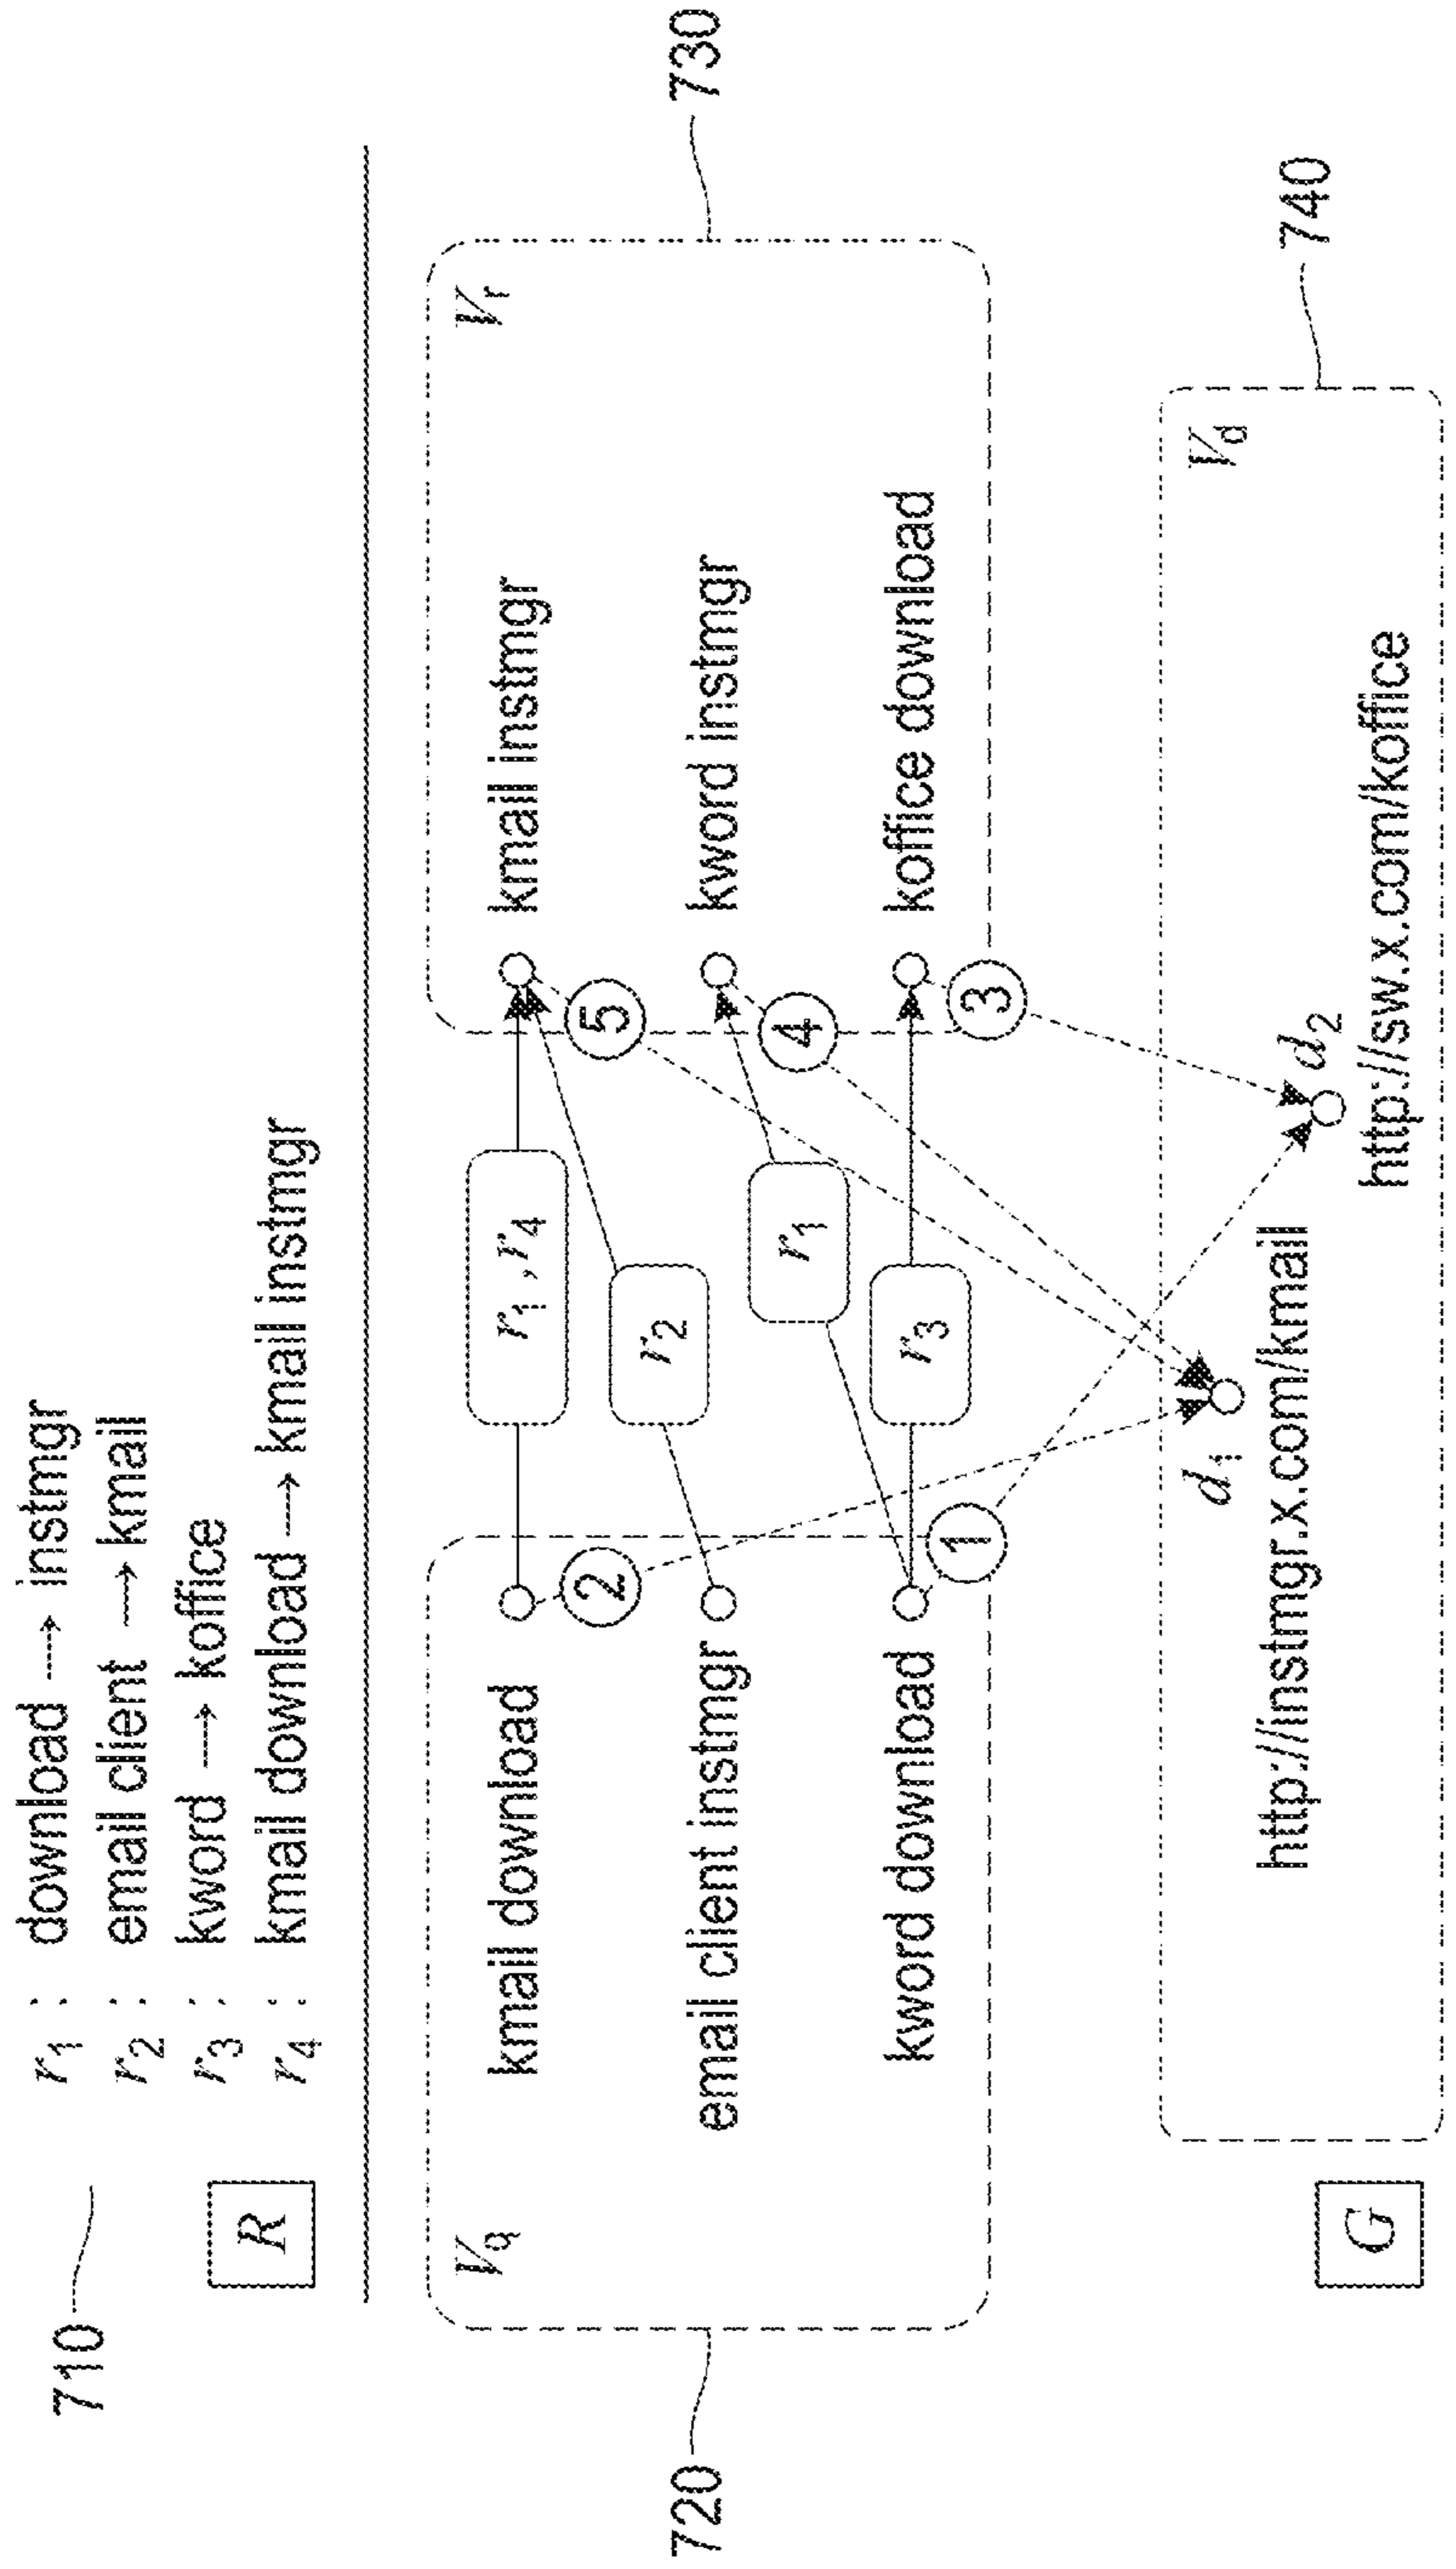 710
r1 : download → instmgr
r2 : email client → kmail
r3 : kword → koffice
r4 : kmail download → kmail instmgr
R
720
730
Vq
Vr
kmail download
r1 , r4
kmail instmgr
2
5
email client instmgr
r2
kword instmgr
r1
4
kword download
r3
koffice download
1
3
740
Vd
d1
http://instmgr.x.com/kmail
d2
http://sw.x.com/koffice
G